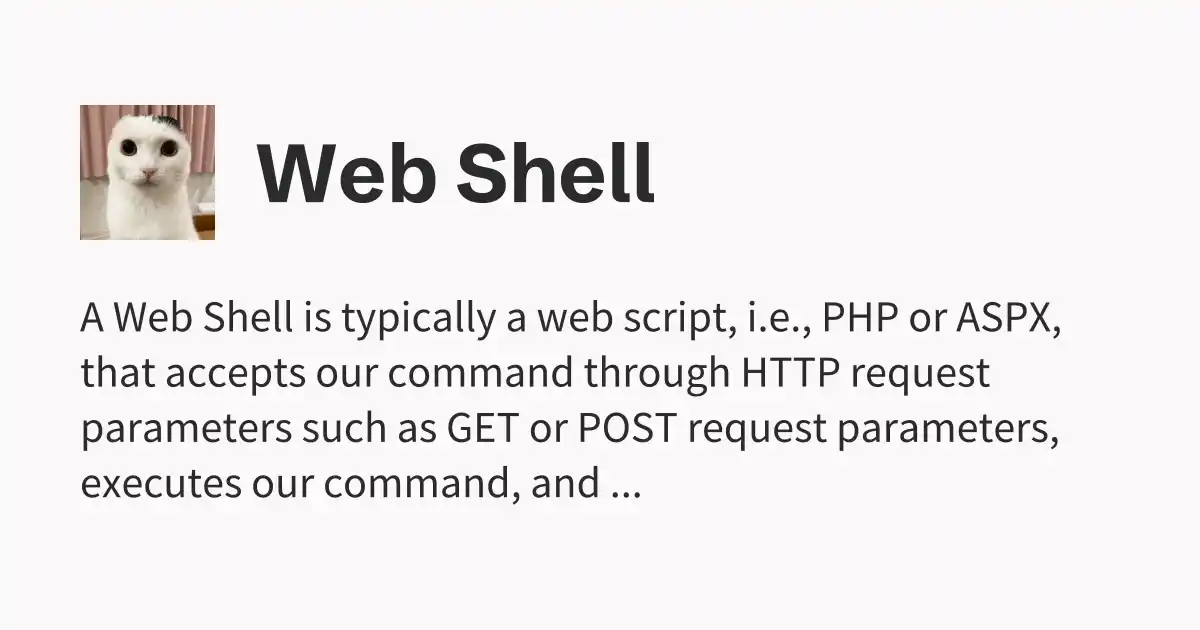 Web Shell
A Web Shell is typically a web script, i.e., PHP or ASPX,
that accepts our command through HTTP request
parameters such as GET or POST request parameters,
executes our command, and ...